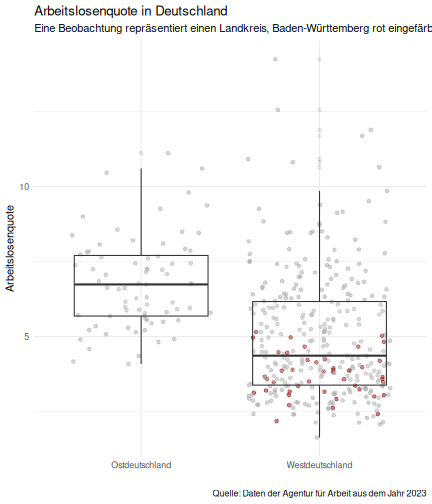 Arbeitslosenquote in Deutschland
Eine Beobachtung repräsentiert einen Landkreis, Baden-Württemberg rot eingefärb
Arbeitslosenquote
10
5
Ostdeutschland
Westdeutschland
Quelle: Daten der Agentur für Arbeit aus dem Jahr 2023